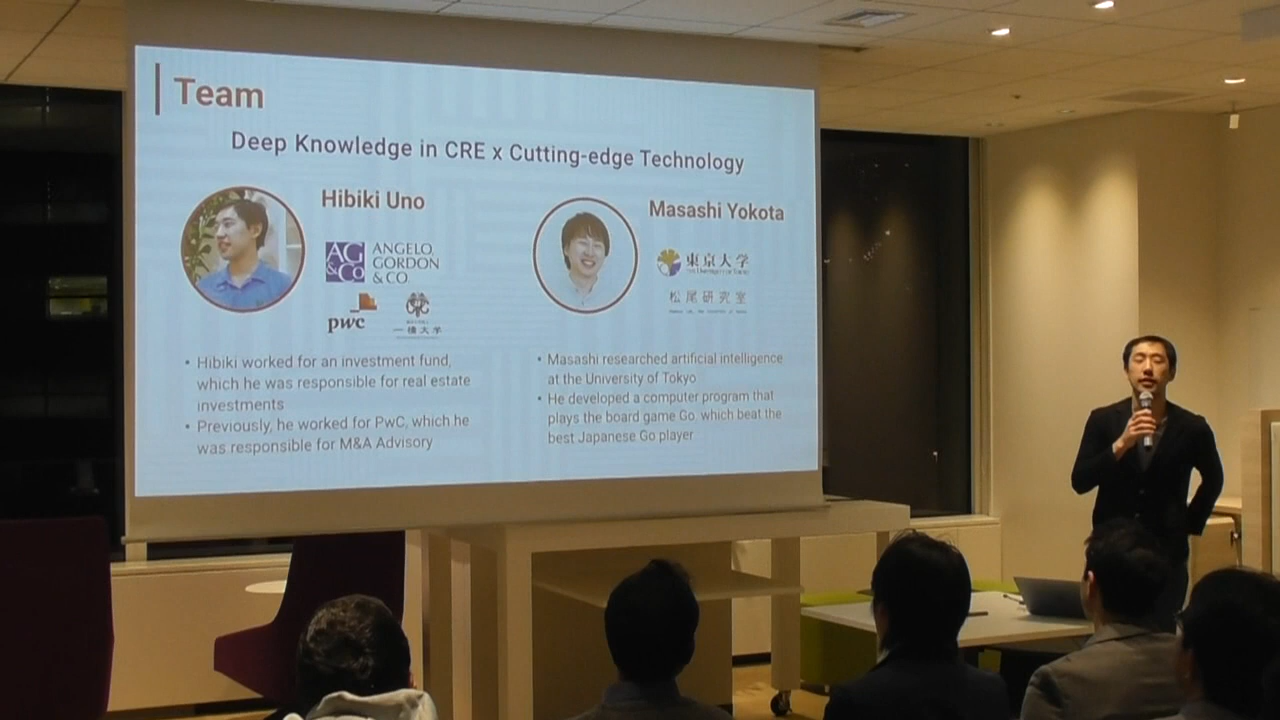 Team
Deep Knowledge in CRE x Cutting-edge Technology
Hibiki Uno
AG
&Co
ANGELO,
GORDON
& CO
pwc
一橋大学
• Hibiki worked for an investment fund,
which he was responsible for real estate
investments
• Previously, he worked for PwC, which he
was responsible for M&A Advisory
Masashi Yokota
東京大学
THE UNIVERSITY OF TOKYO
松尾研究室
• Masashi researched artificial intelligence
at the University of Tokyo
• He developed a computer program that
plays the board game Go. which beat the
best Japanese Go player